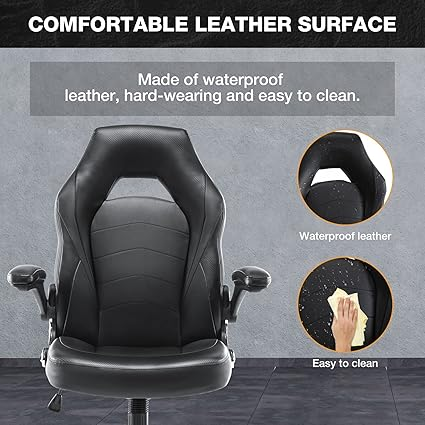 COMFORTABLE LEATHER SURFACE
Made of waterproof
leather, hard-wearing and easy to clean.
Waterproof leather
Easy to clean